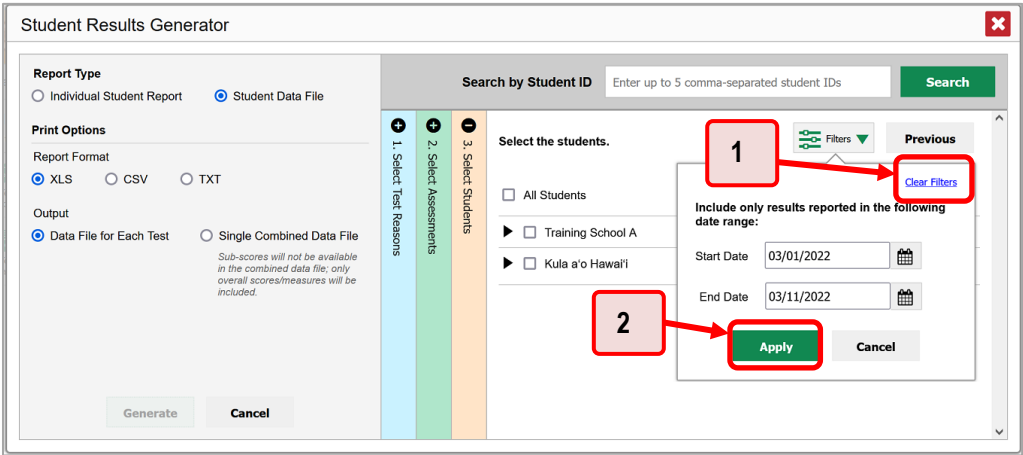 Student Results Generator
Report Type
Individual Student Report
Student Data File
Print Options
Report Format
XLS
CSV
TXT
Output
Data File for Each Test
Single Combined Data File
Sub-scores will not be available
in the combined data file; only
overall scores/measures will be
included.
Generate
Cancel
Search by Student ID
Enter up to 5 comma-separated student IDs
Search
1. Select Test Reasons
2. Select Assessments
3. Select Students
Select the students.
Filters
Previous
All Students
Training School A
Kula aʻo Hawaiʻi
1
Clear Filters
Include only results reported in the following
date range:
Start Date
03/01/2022
End Date
03/11/2022
2
Apply
Cancel